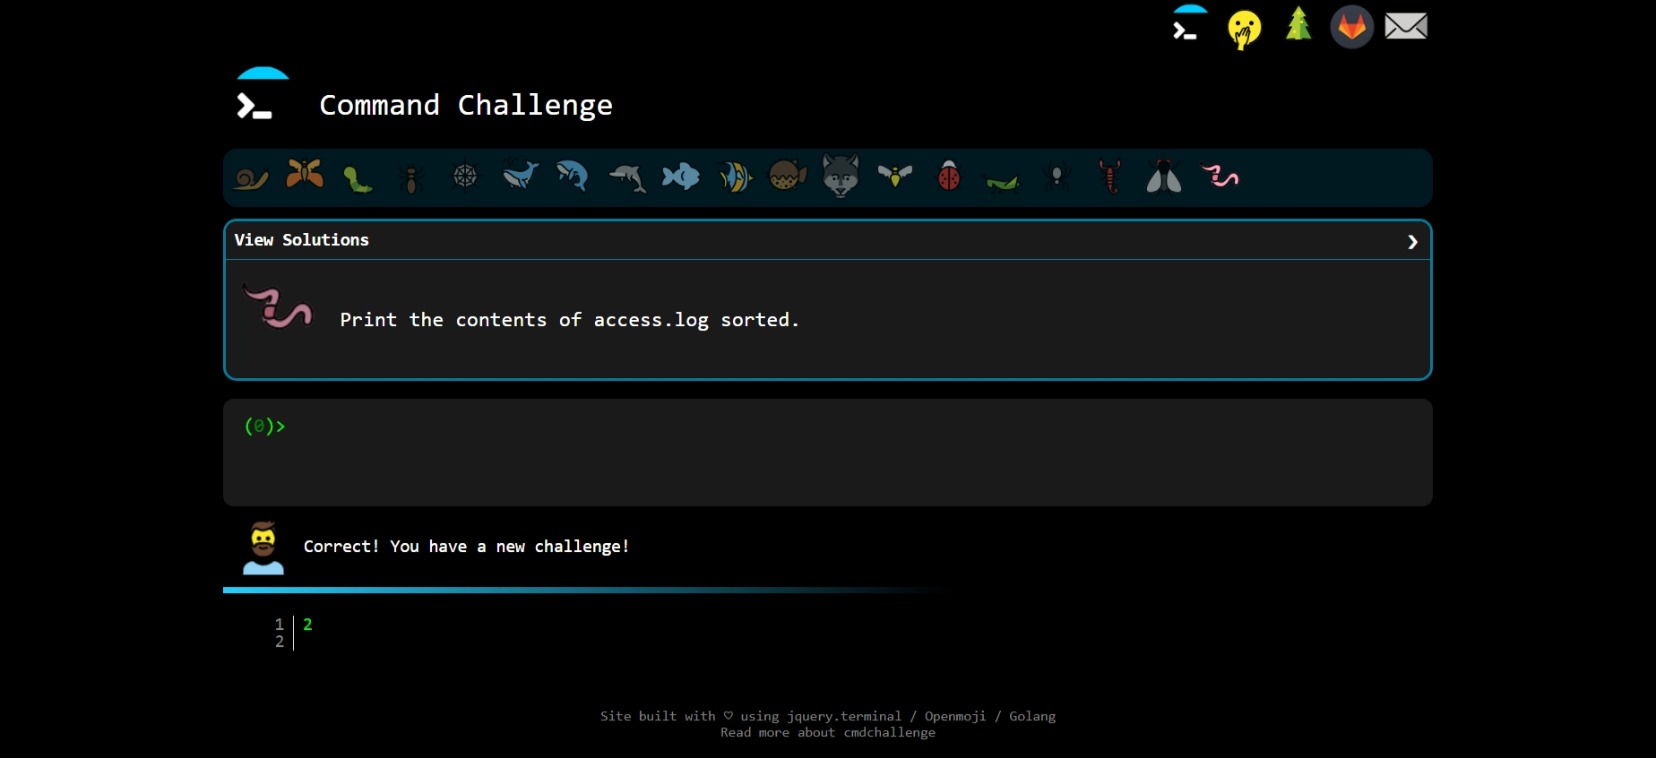 Command Challenge
View Solutions ❯
Print the contents of access.log sorted.
(0)>
Correct! You have a new challenge!
1 2
2
Site built with ♡ using jquery.terminal / Openmoji / Golang
Read more about cmdchallenge